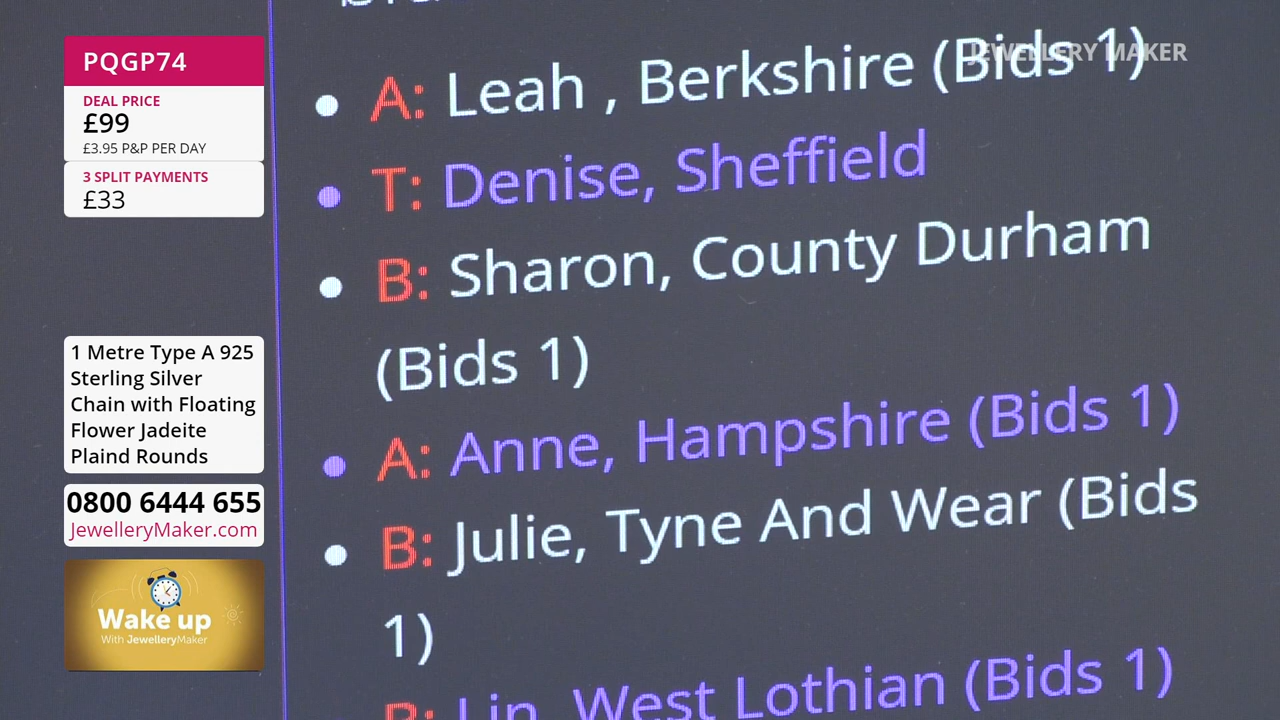 PQGP74
DEAL PRICE
£99
£3.95 P&P PER DAY
3 SPLIT PAYMENTS
£33
1 Metre Type A 925
Sterling Silver
Chain with Floating
Flower Jadeite
Plaind Rounds
0800 6444 655
JewelleryMaker.com
Wake up
With JewelleryMaker
JEWELLERY MAKER
A: Leah , Berkshire (Bids 1)
T: Denise, Sheffield
B: Sharon, County Durham
(Bids 1)
A: Anne, Hampshire (Bids 1)
B: Julie, Tyne And Wear (Bids
1)
B: Lin, West Lothian (Bids 1)